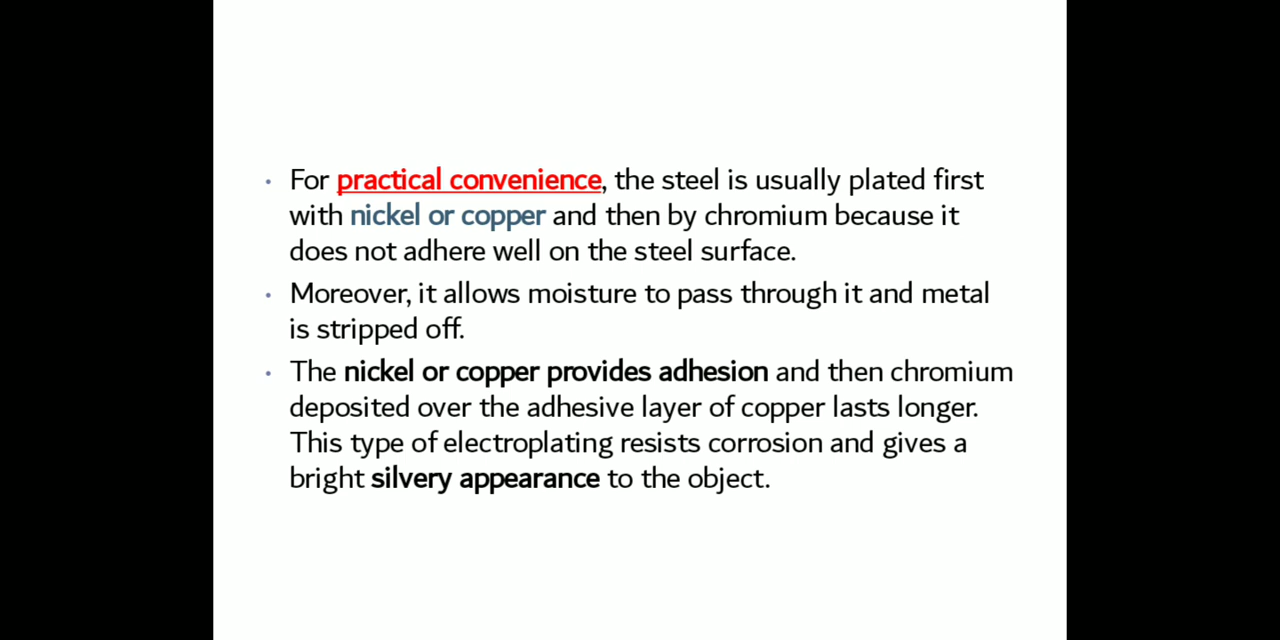 • For practical convenience, the steel is usually plated first
with nickel or copper and then by chromium because it
does not adhere well on the steel surface.
• Moreover, it allows moisture to pass through it and metal
is stripped off.
• The nickel or copper provides adhesion and then chromium
deposited over the adhesive layer of copper lasts longer.
This type of electroplating resists corrosion and gives a
bright silvery appearance to the object.